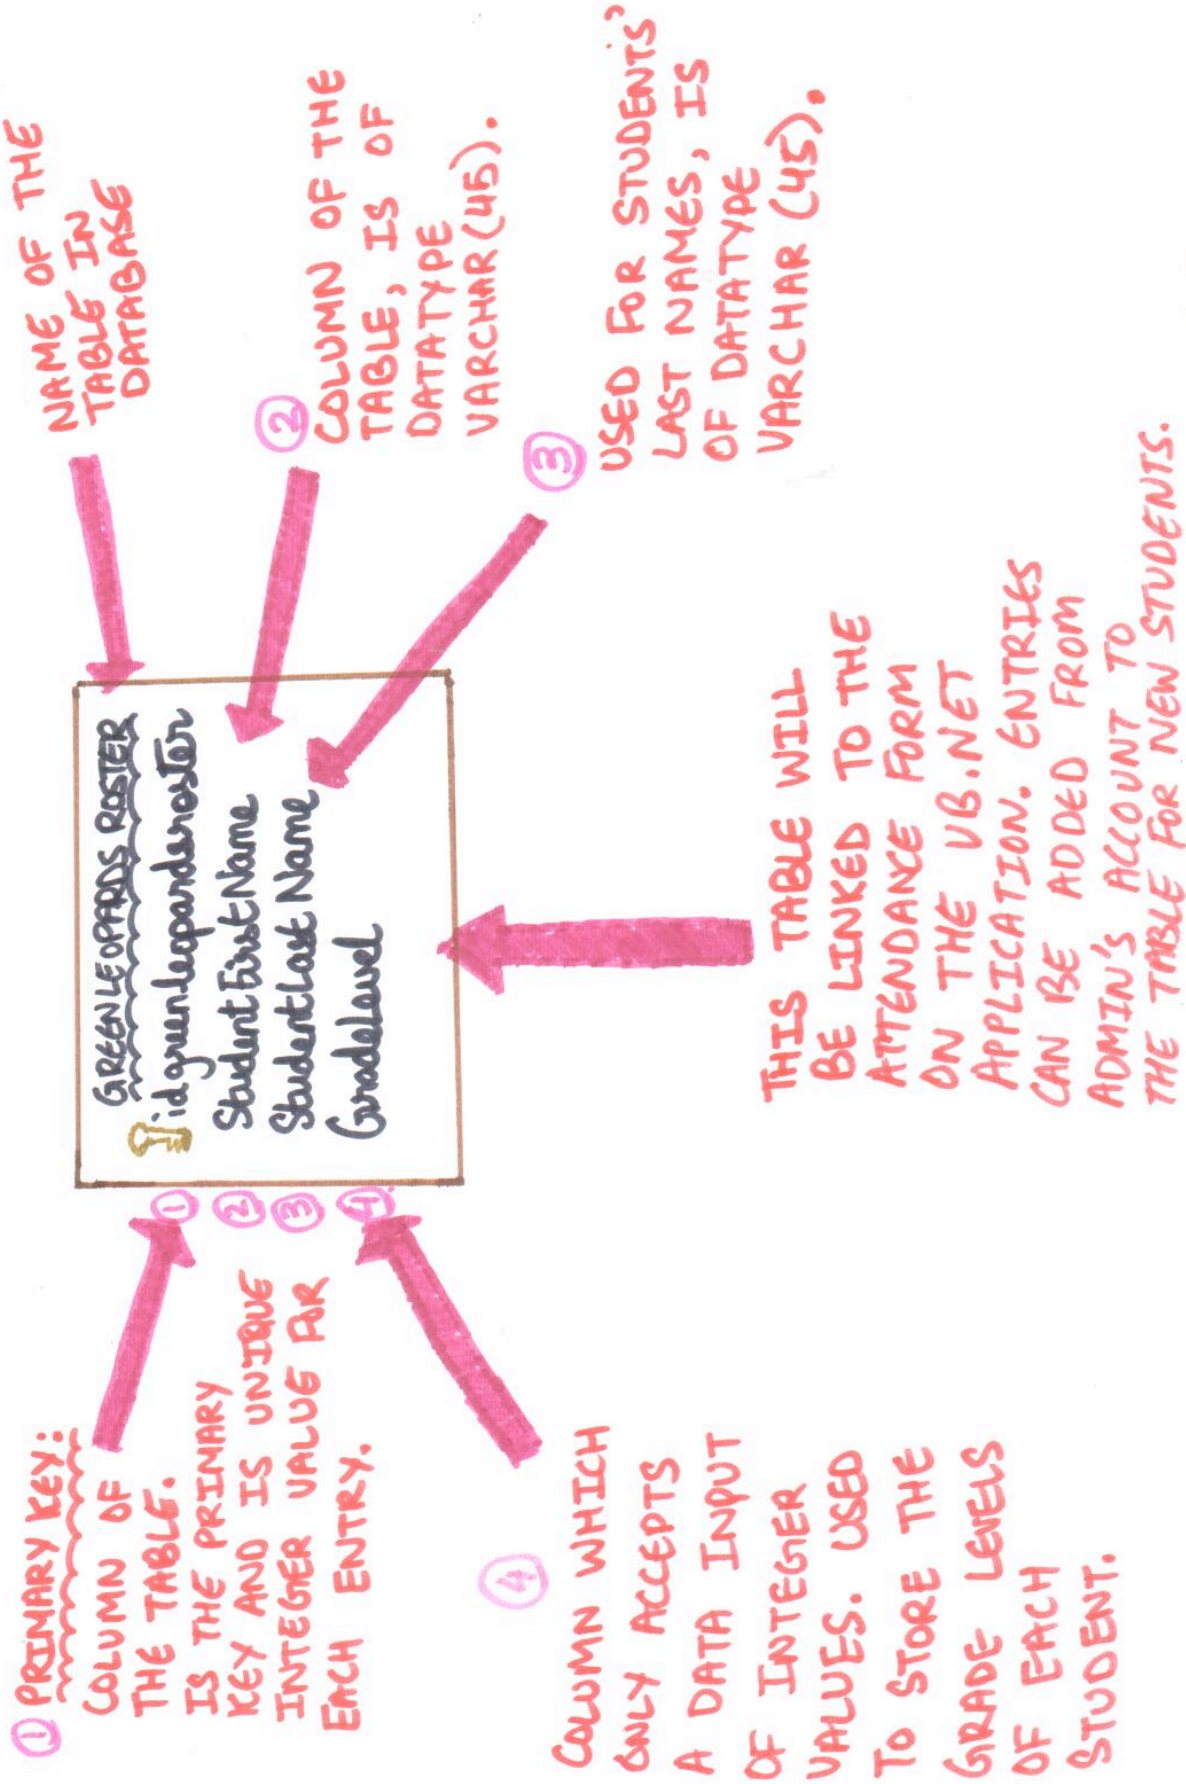 ① PRIMARY KEY:
COLUMN OF
THE TABLE.
IS THE PRIMARY
KEY AND IS UNIQUE
INTEGER VALUE FOR
EACH ENTRY.
NAME OF THE
TABLE IN
DATABASE
GREENLEOPARDS ROSTER
① idgreenleopardsroster
② StudentFirstName
③ StudentLastName
④ GradeLevel
②
COLUMN OF THE
TABLE, IS OF
DATATYPE
VARCHAR(45).
③
USED FOR STUDENTS'
LAST NAMES, IS
OF DATATYPE
VARCHAR (45).
④
COLUMN WHICH
ONLY ACCEPTS
A DATA INPUT
OF INTEGER
VALUES. USED
TO STORE THE
GRADE LEVELS
OF EACH
STUDENT.
THIS TABLE WILL
BE LINKED TO THE
ATTENDANCE FORM
ON THE VB.NET
APPLICATION. ENTRIES
CAN BE ADDED FROM
ADMIN'S ACCOUNT TO
THE TABLE FOR NEW STUDENTS.